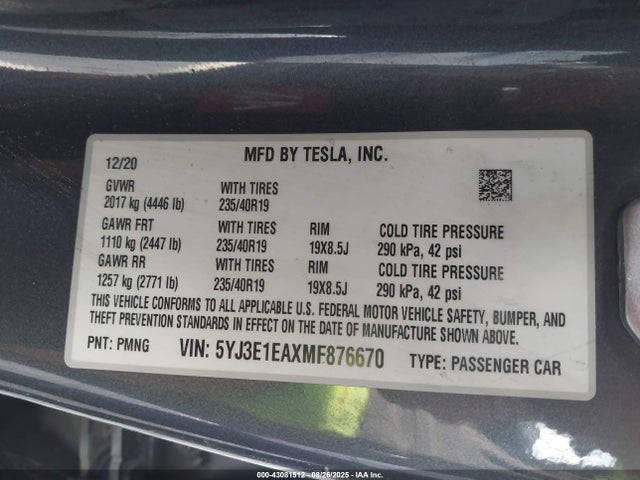 MFD BY TESLA, INC.
12/20
GVWR WITH TIRES
2017 kg (4446 lb) 235/40R19
GAWR FRT WITH TIRES RIM COLD TIRE PRESSURE
1110 kg (2447 lb) 235/40R19 19X8.5J 290 kPa, 42 psi
GAWR RR WITH TIRES RIM COLD TIRE PRESSURE
1257 kg (2771 lb) 235/40R19 19X8.5J 290 kPa, 42 psi
THIS VEHICLE CONFORMS TO ALL APPLICABLE U.S. FEDERAL MOTOR VEHICLE SAFETY, BUMPER, AND
THEFT PREVENTION STANDARDS IN EFFECT ON THE DATE OF MANUFACTURE SHOWN ABOVE.
PNT: PMNG VIN: 5YJ3E1EAXMF876670 TYPE: PASSENGER CAR
000-43081512 - 08/26/2025 - IAA Inc.